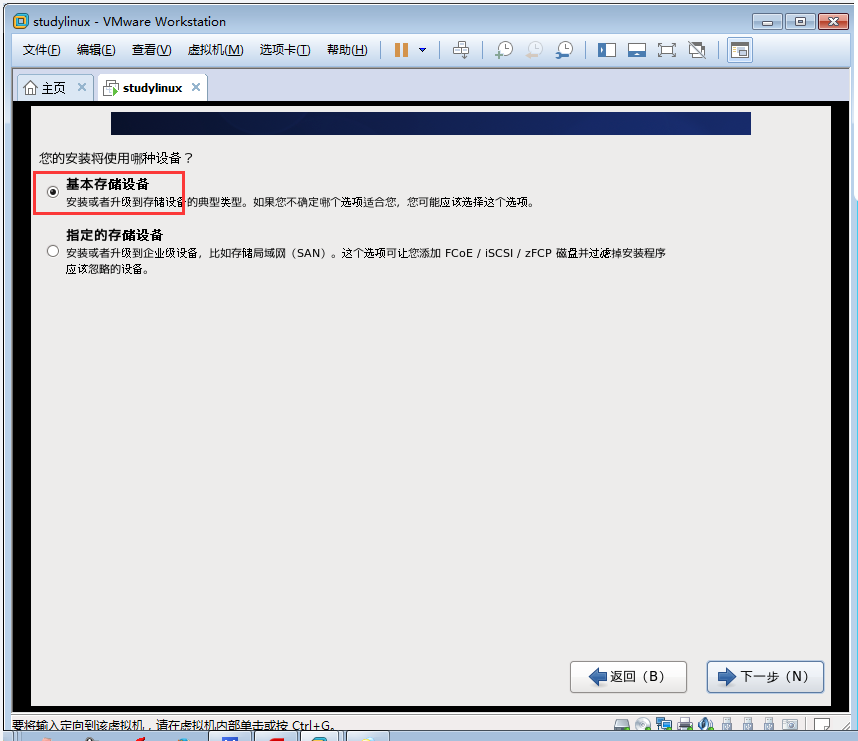 studylinux - VMware Workstation
文件(F) 编辑(E) 查看(V) 虚拟机(M) 选项卡(T) 帮助(H)
主页 studylinux
您的安装将使用哪种设备？
基本存储设备
安装或者升级到存储设备的典型类型。如果您不确定哪个选项适合您，您可能应该选择这个选项。
指定的存储设备
安装或者升级到企业级设备，比如存储局域网（SAN）。这个选项可让您添加 FCoE / iSCSI / zFCP 磁盘并过滤掉安装程序
应该忽略的设备。
返回（B） 下一步（N）
要将输入定向到该虚拟机，请在虚拟机内部单击或按 Ctrl+G。